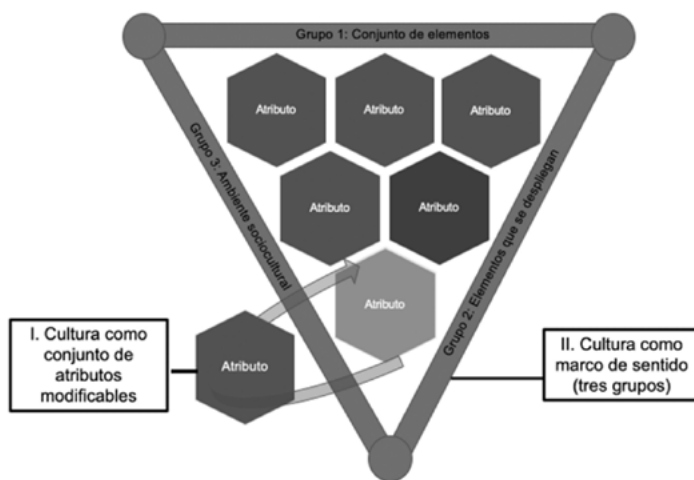 Grupo 1: Conjunto de elementos
Atributo
Atributo
Atributo
Grupo 3: Ambiente sociocultural
Grupo 2: Elementos que se despliegan
Atributo
Atributo
Atributo
I. Cultura como
conjunto de
atributos
modificables
Atributo
II. Cultura como
marco de sentido
(tres grupos)